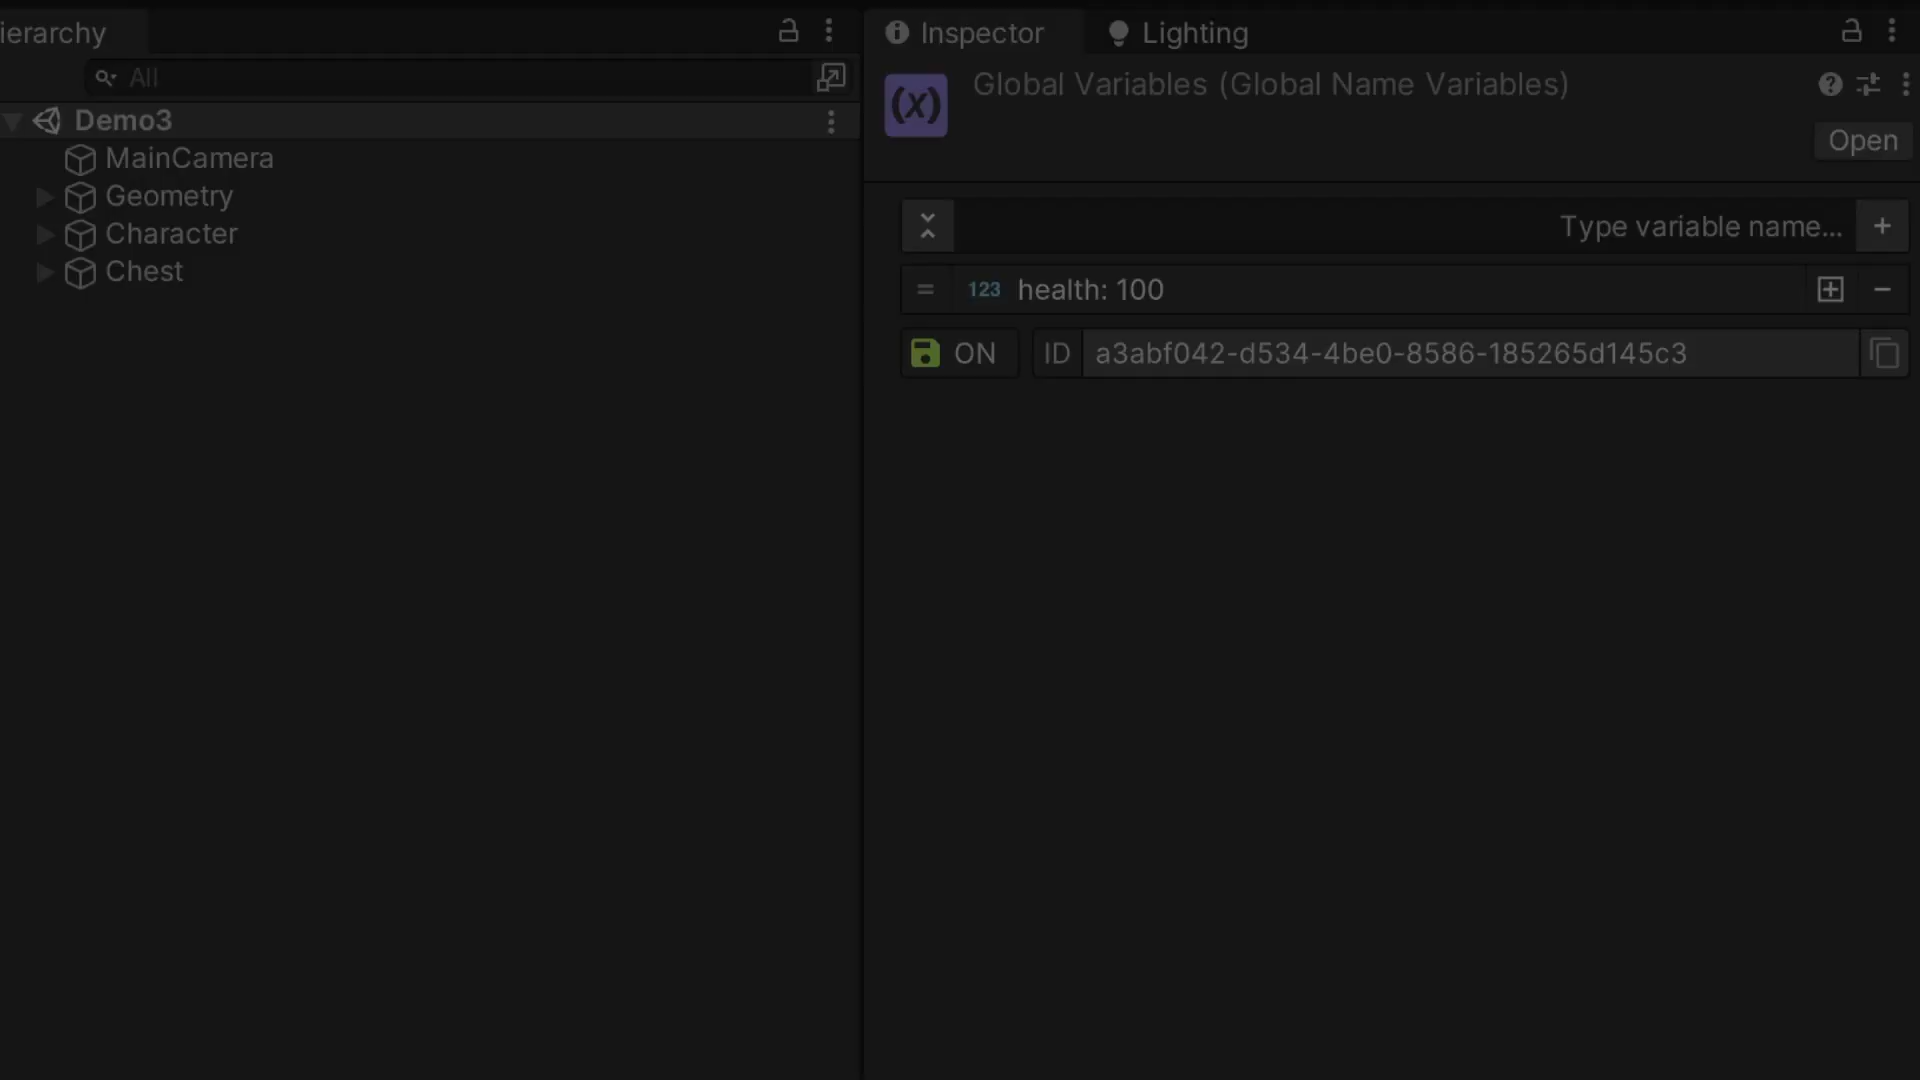 ierarchy
All
Demo3
MainCamera
Geometry
Character
Chest
Inspector
Lighting
(x)
Global Variables (Global Name Variables)
Open
Type variable name...
+
= 123 health: 100
ON
ID a3abf042-d534-4be0-8586-185265d145c3